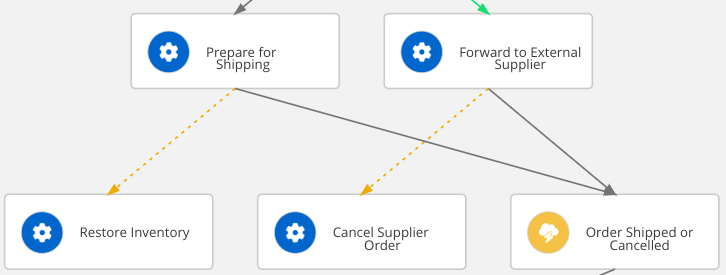 Prepare for
Shipping
Forward to External
Supplier
Restore Inventory
Cancel Supplier
Order
Order Shipped or
Cancelled